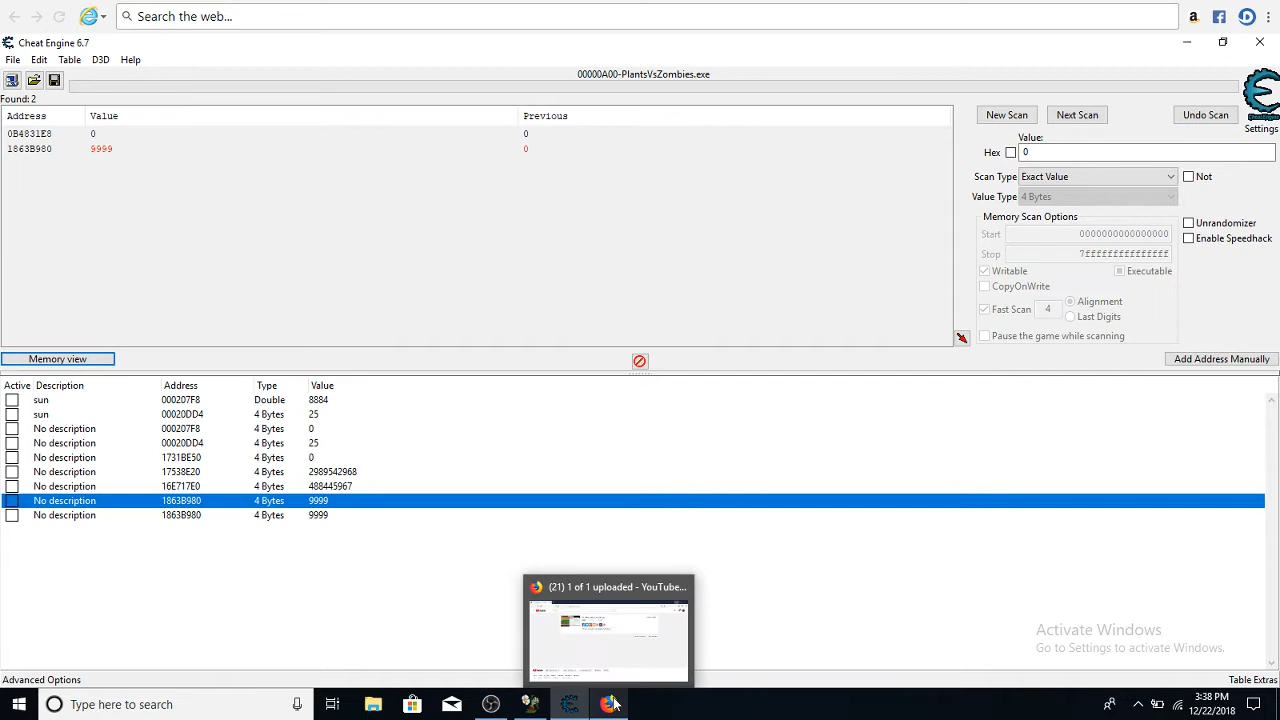 Search the web...
Cheat Engine 6.7
File Edit Table D3D Help
00000A00-PlantsVsZombies.exe
Found: 2
Address Value Previous
0B4831E8 0 0
1863B980 9999 0
New Scan Next Scan Undo Scan
Settings
Value:
Hex 0
Scan Type Exact Value Not
Value Type 4 Bytes
Memory Scan Options
Start 0000000000000000
Stop 7fffffffffffffff
Writable Executable
CopyOnWrite
Fast Scan 4 Alignment
Last Digits
Pause the game while scanning
Unrandomizer
Enable Speedhack
Memory view Add Address Manually
Active Description Address Type Value
sun 000207F8 Double 8884
sun 00020DD4 4 Bytes 25
No description 000207F8 4 Bytes 0
No description 00020DD4 4 Bytes 25
No description 1731BE50 4 Bytes 0
No description 17538E20 4 Bytes 2989542968
No description 16E717E0 4 Bytes 488445967
No description 1863B980 4 Bytes 9999
No description 1863B980 4 Bytes 9999
(21) 1 of 1 uploaded - YouTube...
Activate Windows
Go to Settings to activate Windows.
Advanced Options Table Extras
Type here to search
3:38 PM
12/22/2018